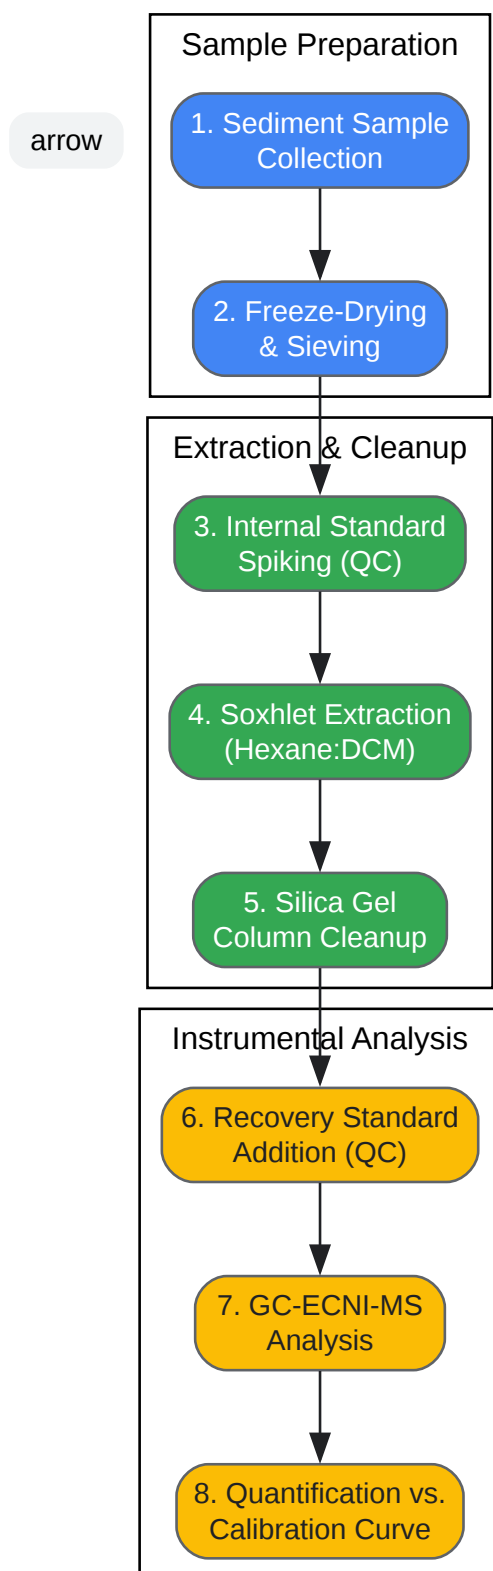 Sample Preparation
arrow
1. Sediment Sample
Collection
2. Freeze-Drying
& Sieving
Extraction & Cleanup
3. Internal Standard
Spiking (QC)
4. Soxhlet Extraction
(Hexane:DCM)
5. Silica Gel
Column Cleanup
Instrumental Analysis
6. Recovery Standard
Addition (QC)
7. GC-ECNI-MS
Analysis
8. Quantification vs.
Calibration Curve